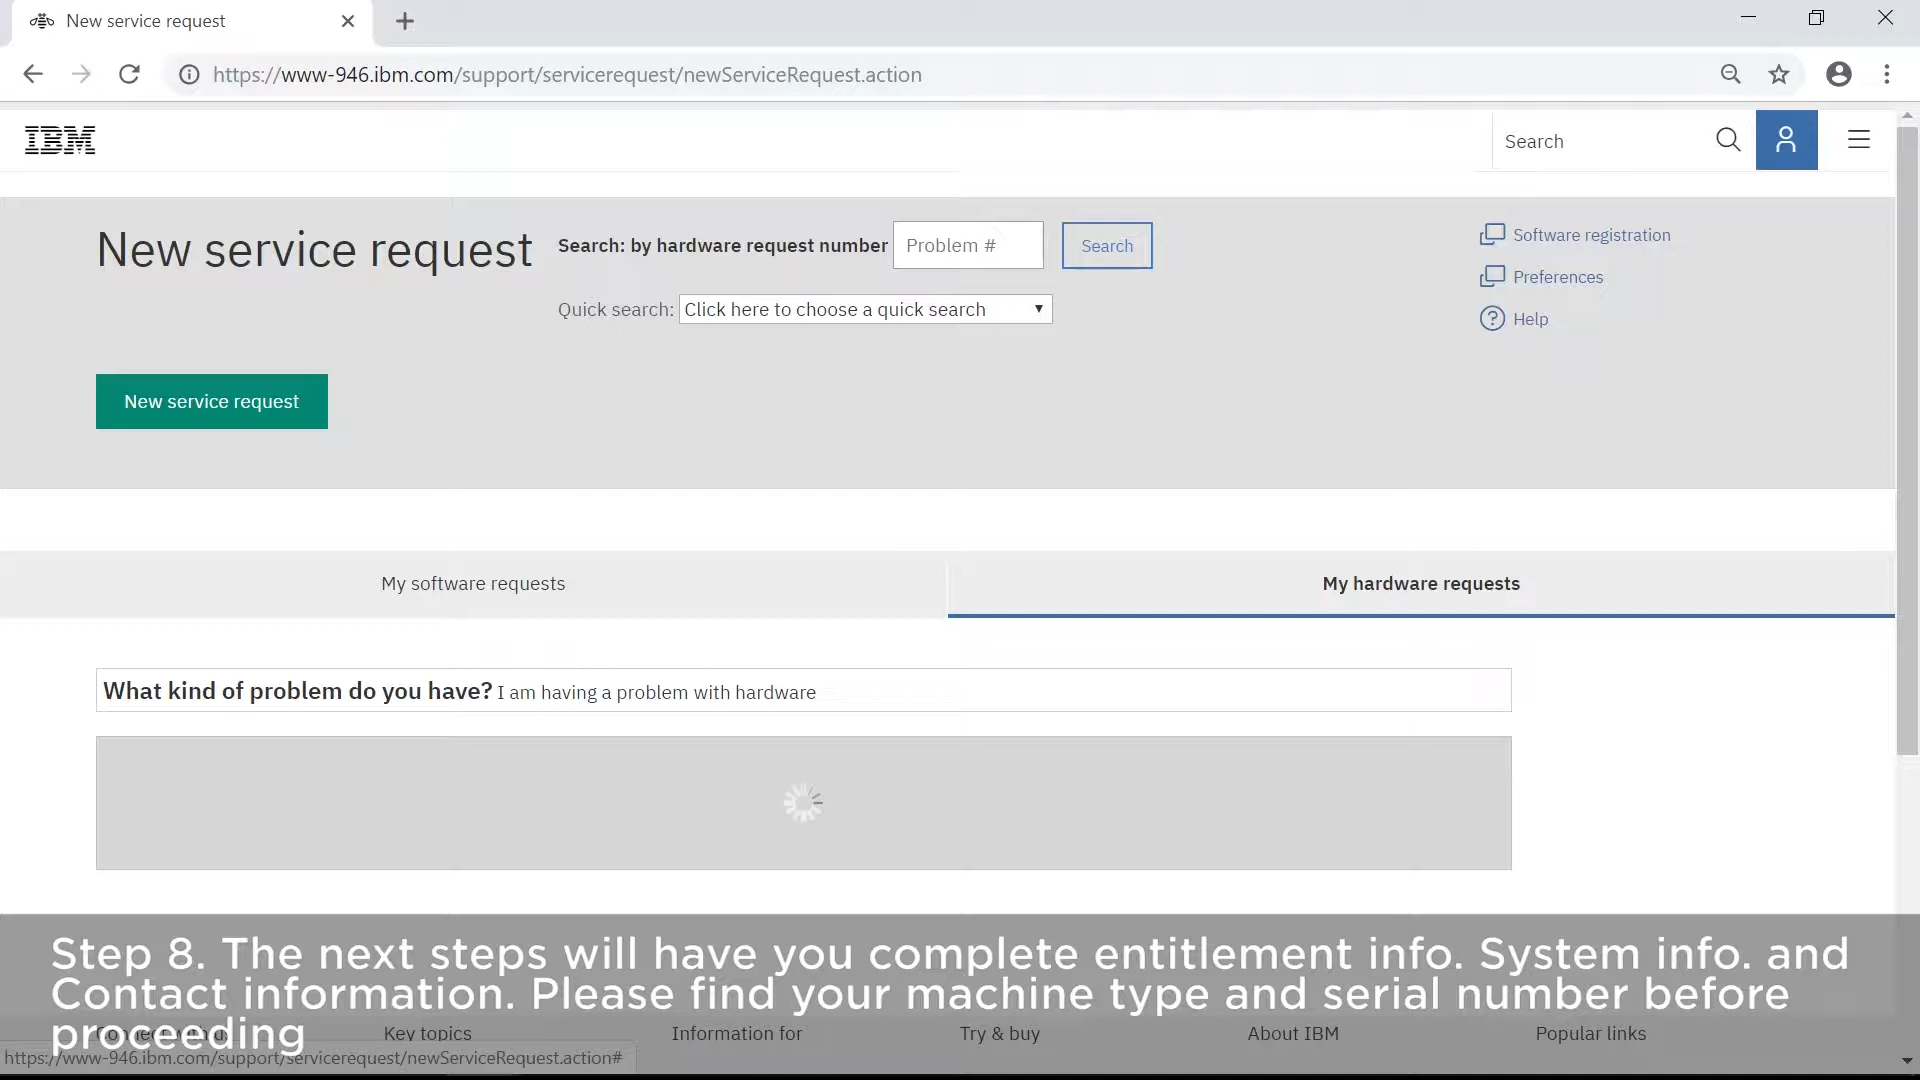 New service request
https://www-946.ibm.com/support/servicerequest/newServiceRequest.action
IBM
Search
New service request
Search: by hardware request number
Problem #
Search
Quick search:
Click here to choose a quick search
Software registration
Preferences
Help
New service request
My software requests
My hardware requests
What kind of problem do you have? I am having a problem with hardware
Step 8. The next steps will have you complete entitlement info. System info. and
Contact information. Please find your machine type and serial number before
proceeding
Key topics
Information for
Try & buy
About IBM
Popular links
https://www-946.ibm.com/support/servicerequest/newServiceRequest.action#